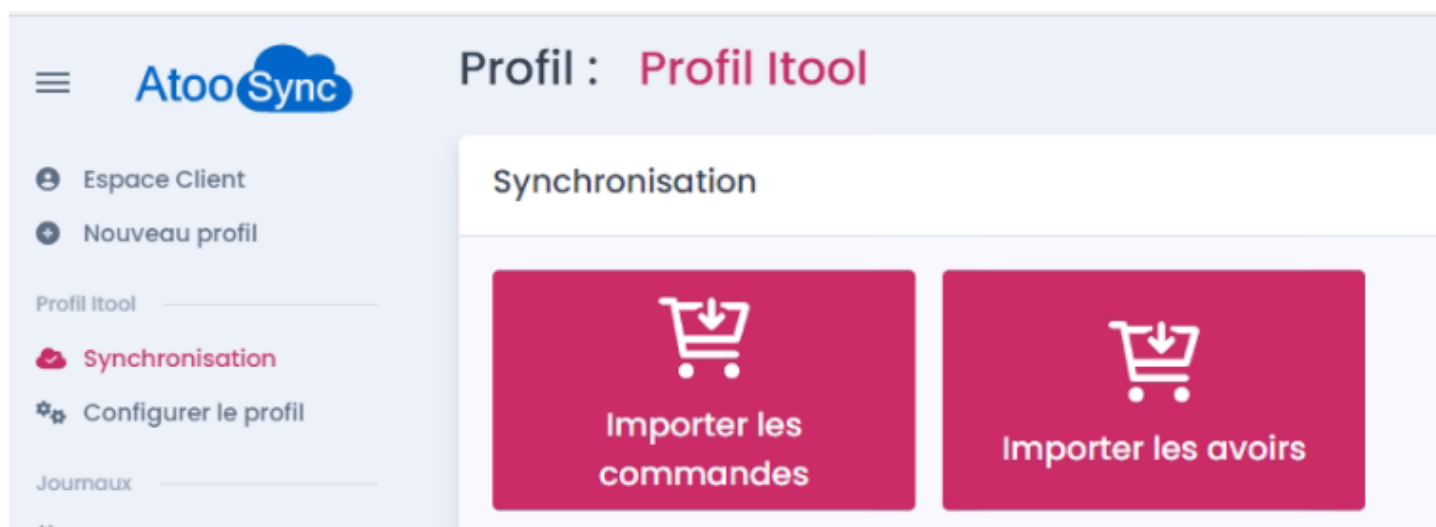 AtooSync
Profil : Profil Itool
Espace Client
Nouveau profil
Profil Itool
Synchronisation
Configurer le profil
Journaux
Synchronisation
Importer les
commandes
Importer les avoirs